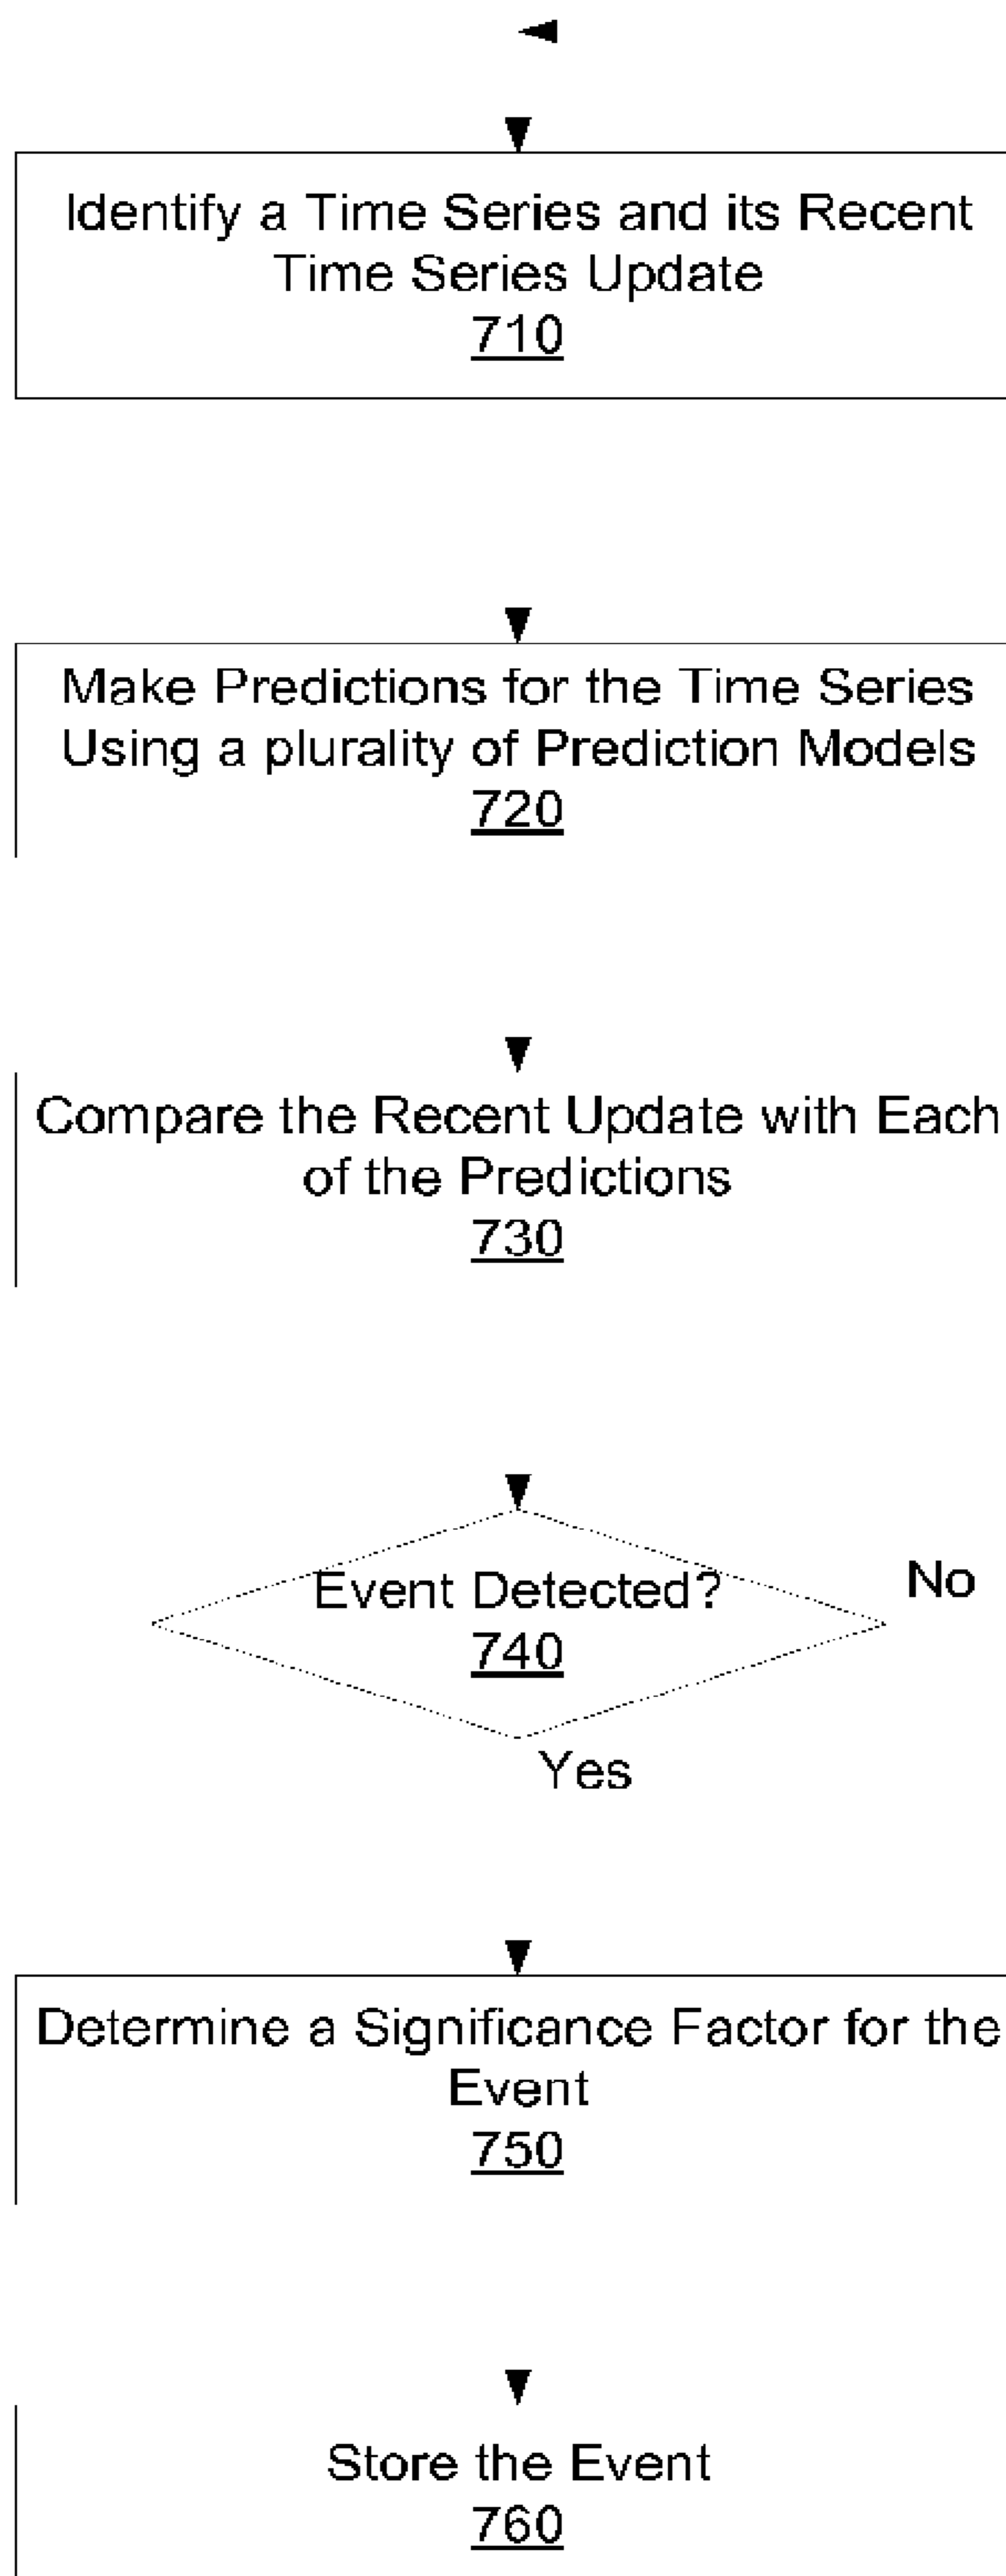 Identify a Time Series and its Recent
Time Series Update
710
Make Predictions for the Time Series
Using a plurality of Prediction Models
720
Compare the Recent Update with Each
of the Predictions
730
Event Detected?
740
No
Yes
Determine a Significance Factor for the
Event
750
Store the Event
760